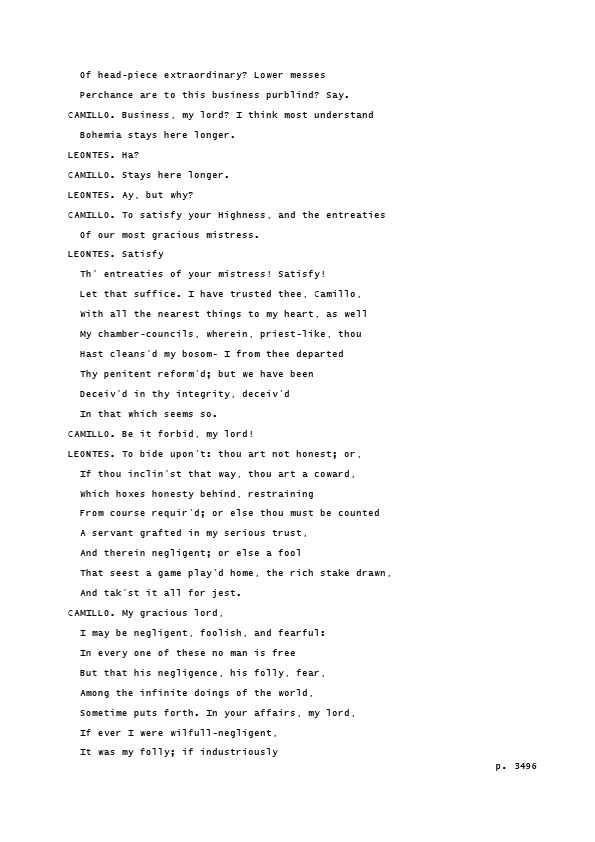 Of head-piece extraordinary? Lower messes
Perchance are to this business purblind? Say.
CAMILLO. Business, my lord? I think most understand
Bohemia stays here longer.
LEONTES. Ha?
CAMILLO. Stays here longer.
LEONTES. Ay, but why?
CAMILLO. To satisfy your Highness, and the entreaties
Of our most gracious mistress.
LEONTES. Satisfy
Th' entreaties of your mistress! Satisfy!
Let that suffice. I have trusted thee, Camillo,
With all the nearest things to my heart, as well
My chamber-councils, wherein, priest-like, thou
Hast cleans'd my bosom- I from thee departed
Thy penitent reform'd; but we have been
Deceiv'd in thy integrity, deceiv'd
In that which seems so.
CAMILLO. Be it forbid, my lord!
LEONTES. To bide upon't: thou art not honest; or,
If thou inclin'st that way, thou art a coward,
Which hoxes honesty behind, restraining
From course requir'd; or else thou must be counted
A servant grafted in my serious trust,
And therein negligent; or else a fool
That seest a game play'd home, the rich stake drawn,
And tak'st it all for jest.
CAMILLO. My gracious lord,
I may be negligent, foolish, and fearful:
In every one of these no man is free
But that his negligence, his folly, fear,
Among the infinite doings of the world,
Sometime puts forth. In your affairs, my lord,
If ever I were wilfull-negligent,
It was my folly; if industriously
p. 3496